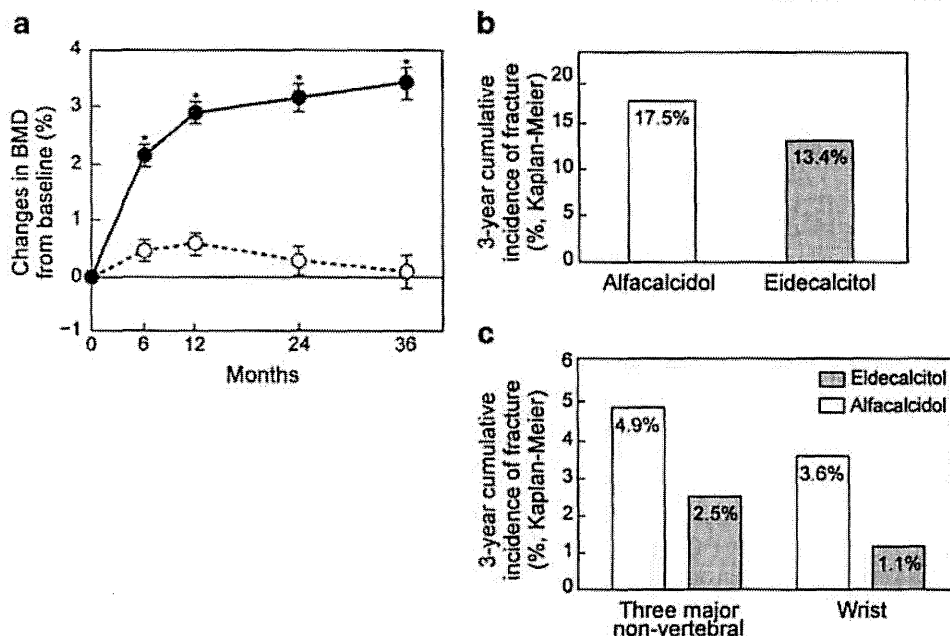 a
Changes in BMD
from baseline (%)
4
3
2
1
0
−1
*
*
*
*
0 6 12 24 36
Months
b
3-year cumulative
incidence of fracture
(%, Kaplan-Meier)
20
15
10
5
0
17.5%
13.4%
Alfacalcidol Eldecalcitol
c
3-year cumulative
incidence of fracture
(%, Kaplan-Meier)
6
5
4
3
2
1
0
Eldecalcitol
Alfacalcidol
4.9%
2.5%
3.6%
1.1%
Three major
non-vertebral
Wrist